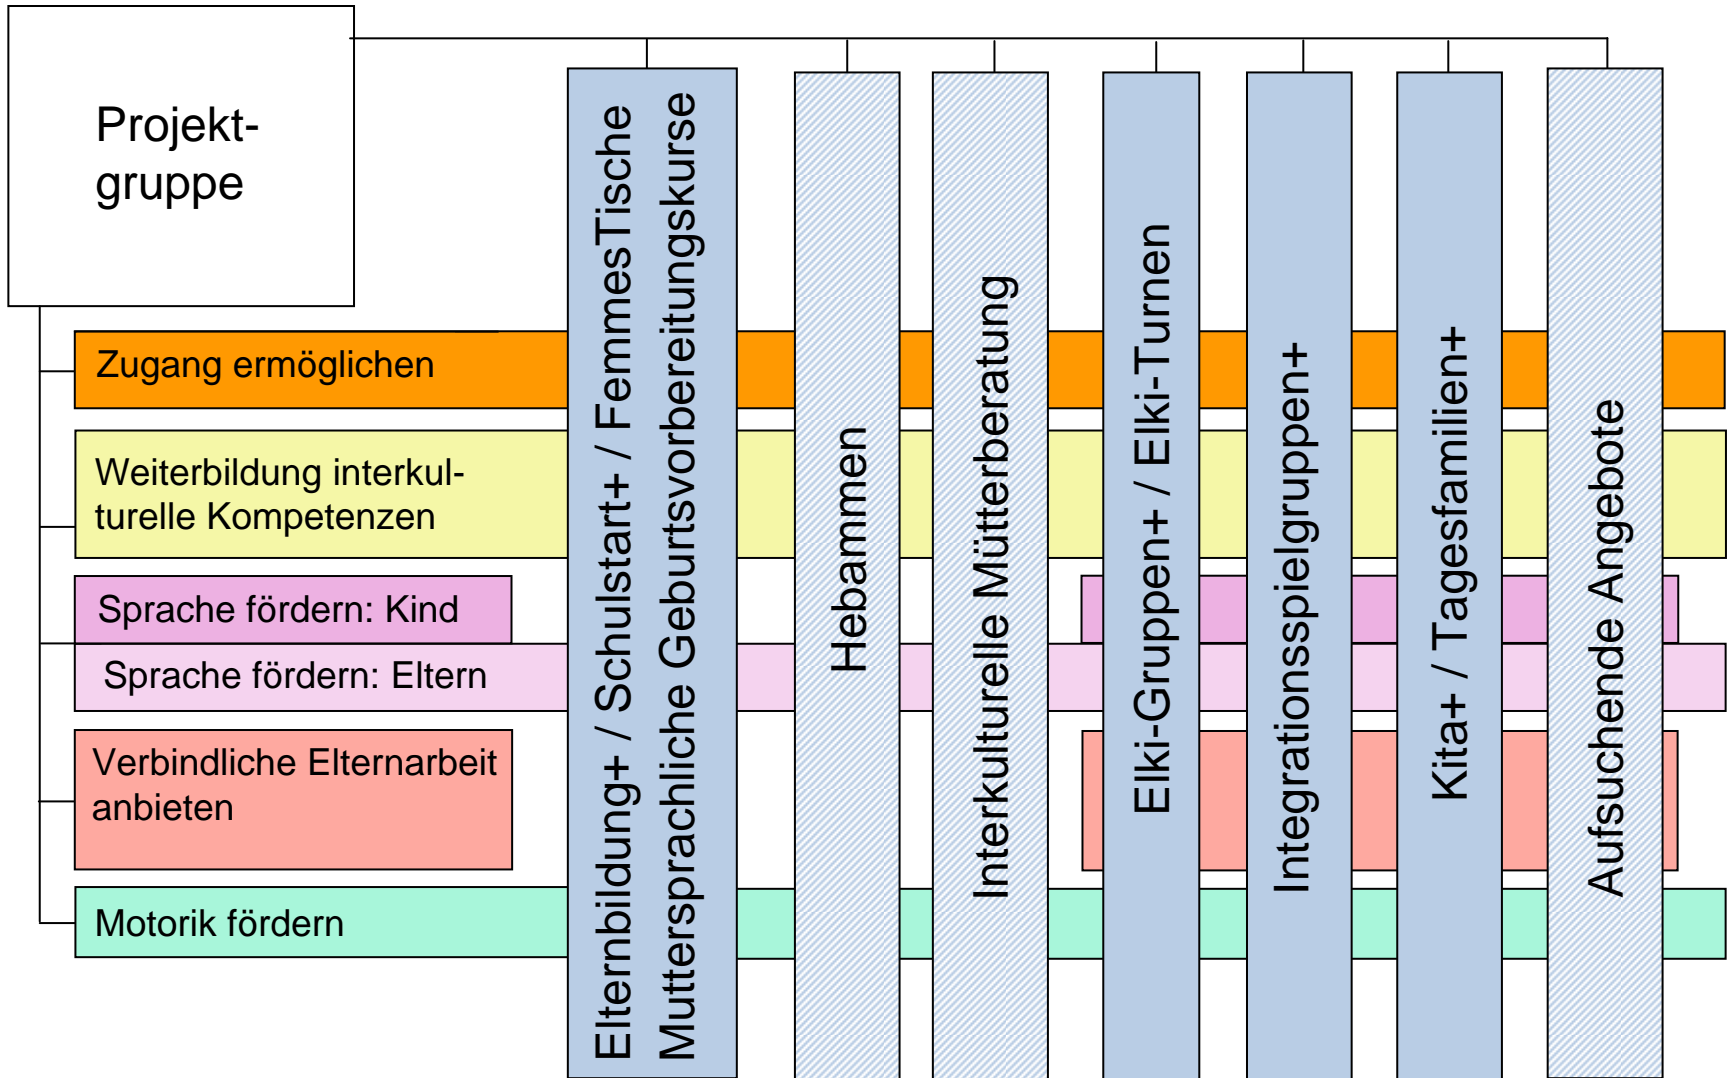 Projekt-
gruppe
Zugang ermöglichen
Weiterbildung interkul-
turelle Kompetenzen
Sprache fördern: Kind
Sprache fördern: Eltern
Verbindliche Elternarbeit
anbieten
Motorik fördern
Elternbildung+ / Schulstart+ / FemmesTische
Muttersprachliche Geburtsvorbereitungskurse
Hebammen
Interkulturelle Mütterberatung
Elki-Gruppen+ / Elki-Turnen
Integrationsspielgruppen+
Kita+ / Tagesfamilien+
Aufsuchende Angebote